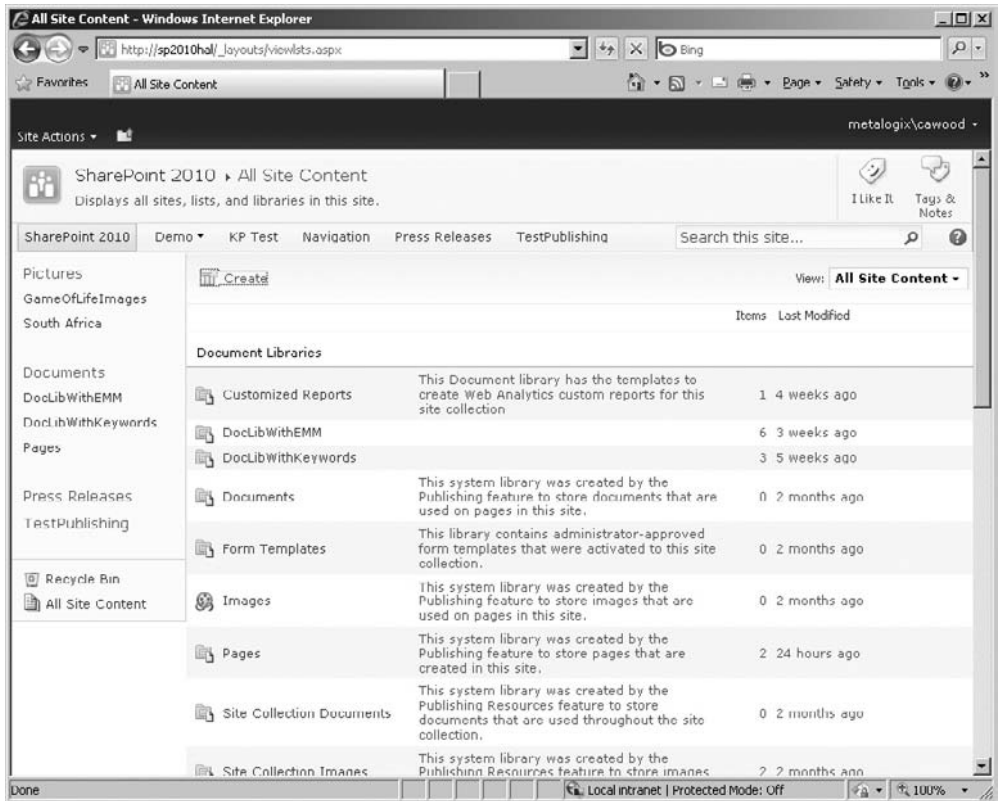 All Site Content - Windows Internet Explorer
http://sp2010hal/_layouts/viewlsts.aspx
Bing
Favorites
All Site Content
Page
Safety
Tools
Site Actions
metalogix\cawood
SharePoint 2010 ▸ All Site Content
Displays all sites, lists, and libraries in this site.
I Like It
Tags & Notes
SharePoint 2010
Demo
KP Test
Navigation
Press Releases
TestPublishing
Search this site...
Pictures
GameOfLifeImages
South Africa
Documents
DocLibWithEMM
DocLibWithKeywords
Pages
Press Releases
TestPublishing
Recycle Bin
All Site Content
Create
View: All Site Content
Items Last Modified
Document Libraries
Customized Reports
This Document library has the templates to
create Web Analytics custom reports for this
site collection
1 4 weeks ago
DocLibWithEMM
6 3 weeks ago
DocLibWithKeywords
3 5 weeks ago
Documents
This system library was created by the
Publishing feature to store documents that are
used on pages in this site.
0 2 months ago
Form Templates
This library contains administrator-approved
form templates that were activated to this site
collection.
0 2 months ago
Images
This system library was created by the
Publishing feature to store images that are
used on pages in this site.
0 2 months ago
Pages
This system library was created by the
Publishing feature to store pages that are
created in this site.
2 24 hours ago
Site Collection Documents
This system library was created by the
Publishing Resources feature to store
documents that are used throughout the site
collection.
0 2 months ago
Site Collection Images
This system library was created by the
Publishing Resources feature to store images
2 2 months ago
Done
Local intranet | Protected Mode: Off
100%